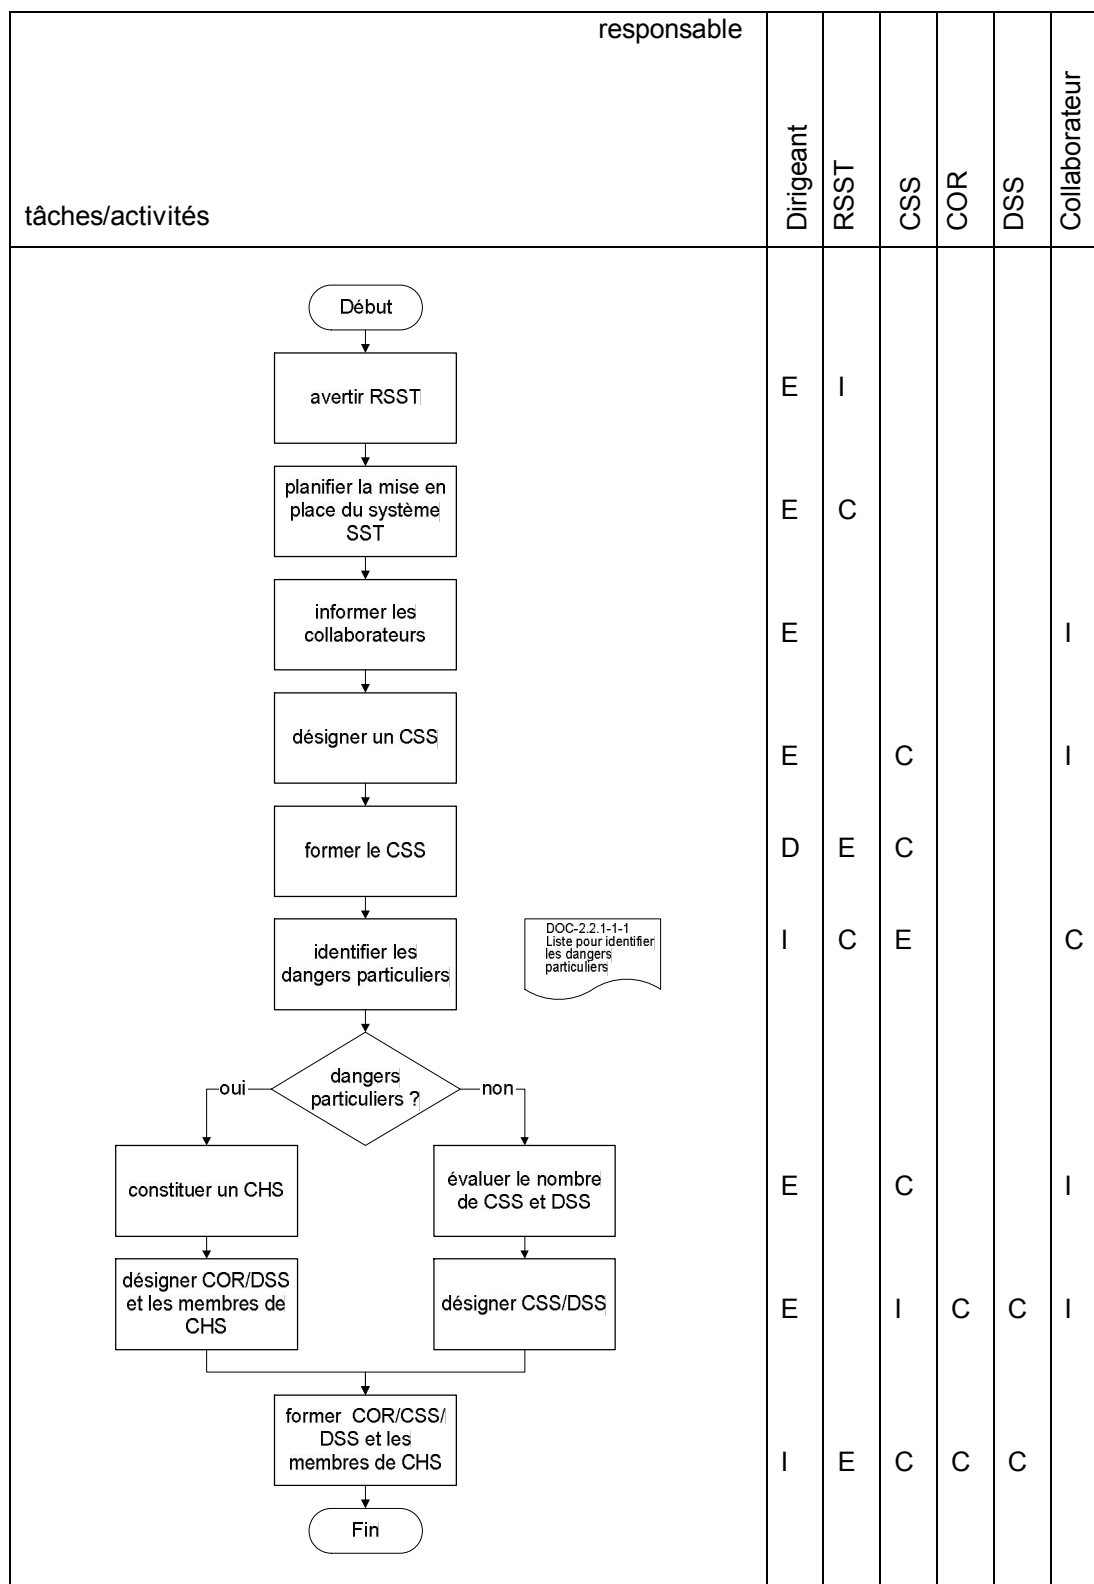 responsable
tâches/activités
Dirigeant
RSST
CSS
COR
DSS
Collaborateur
Début
avertir RSST
E I
planifier la mise en
place du système
SST
E C
informer les
collaborateurs
E I
désigner un CSS
E C I
former le CSS
D E C
identifier les
dangers particuliers
DOC-2.2.1-1-1
Liste pour identifier
les dangers
particuliers
I C E C
dangers
particuliers ?
oui
non
constituer un CHS
évaluer le nombre
de CSS et DSS
E C I
désigner COR/DSS
et les membres de
CHS
désigner CSS/DSS
E I C C I
former COR/CSS/
DSS et les
membres de CHS
I E C C C
Fin